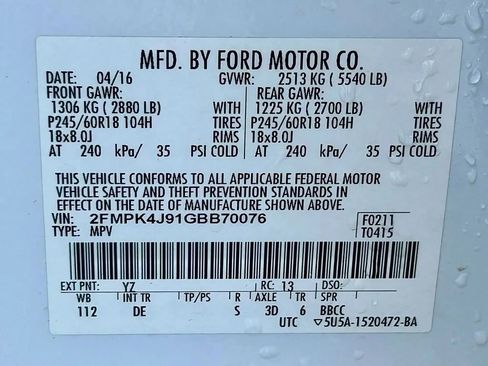 MFD. BY FORD MOTOR CO.
DATE: 04/16 GVWR: 2513 KG ( 5540 LB)
FRONT GAWR: REAR GAWR:
1306 KG ( 2880 LB) WITH 1225 KG ( 2700 LB) WITH
P245/60R18 104H TIRES P245/60R18 104H TIRES
18x8.0J RIMS 18x8.0J RIMS
AT 240 kPa/ 35 PSI COLD AT 240 kPa/ 35 PSI COLD
THIS VEHICLE CONFORMS TO ALL APPLICABLE FEDERAL MOTOR
VEHICLE SAFETY AND THEFT PREVENTION STANDARDS IN
EFFECT ON THE DATE OF MANUFACTURE SHOWN ABOVE.
VIN: 2FMPK4J91GBB70076 F0211
TYPE: MPV T0415
EXT PNT: YZ RC: 13 DSO:
WB INT TR TP/PS R AXLE TR SPR
112 DE S 3D 6 BBCC
UTC ▽5U5A-1520472-BA